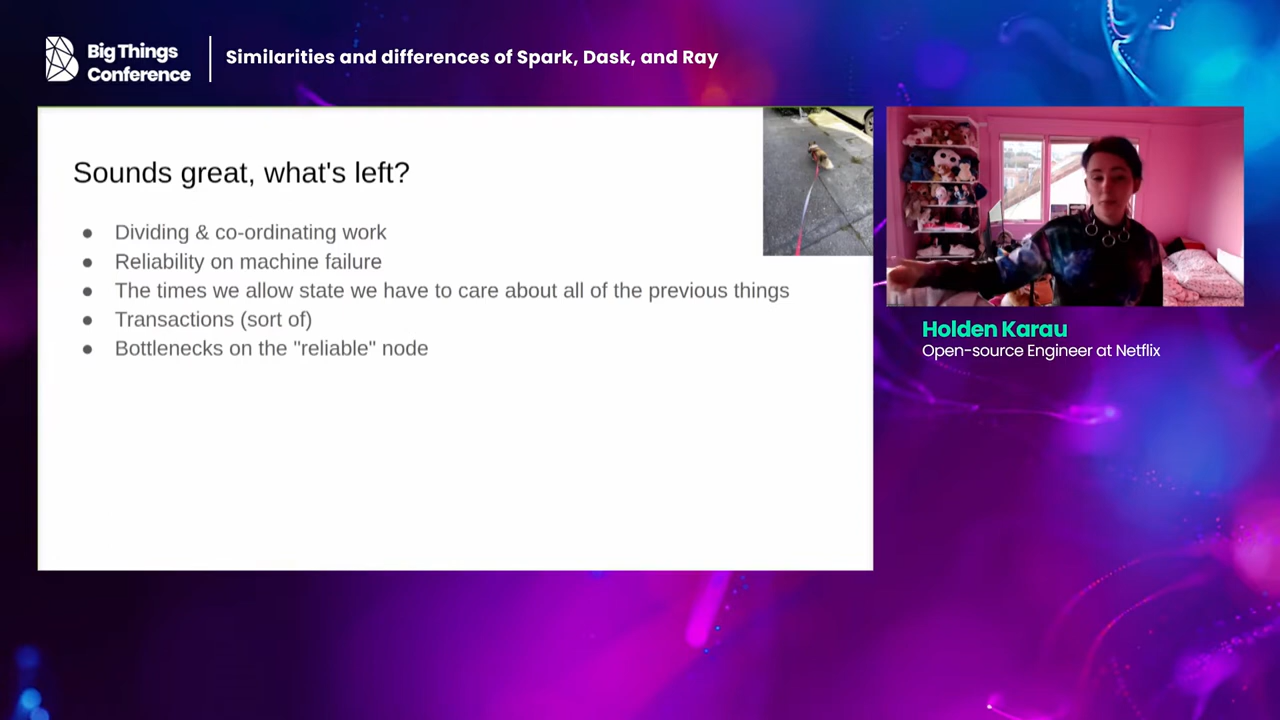 Big Things
Conference
Similarities and differences of Spark, Dask, and Ray
Sounds great, what's left?
● Dividing & co-ordinating work
● Reliability on machine failure
● The times we allow state we have to care about all of the previous things
● Transactions (sort of)
● Bottlenecks on the "reliable" node
Holden Karau
Open-source Engineer at Netflix